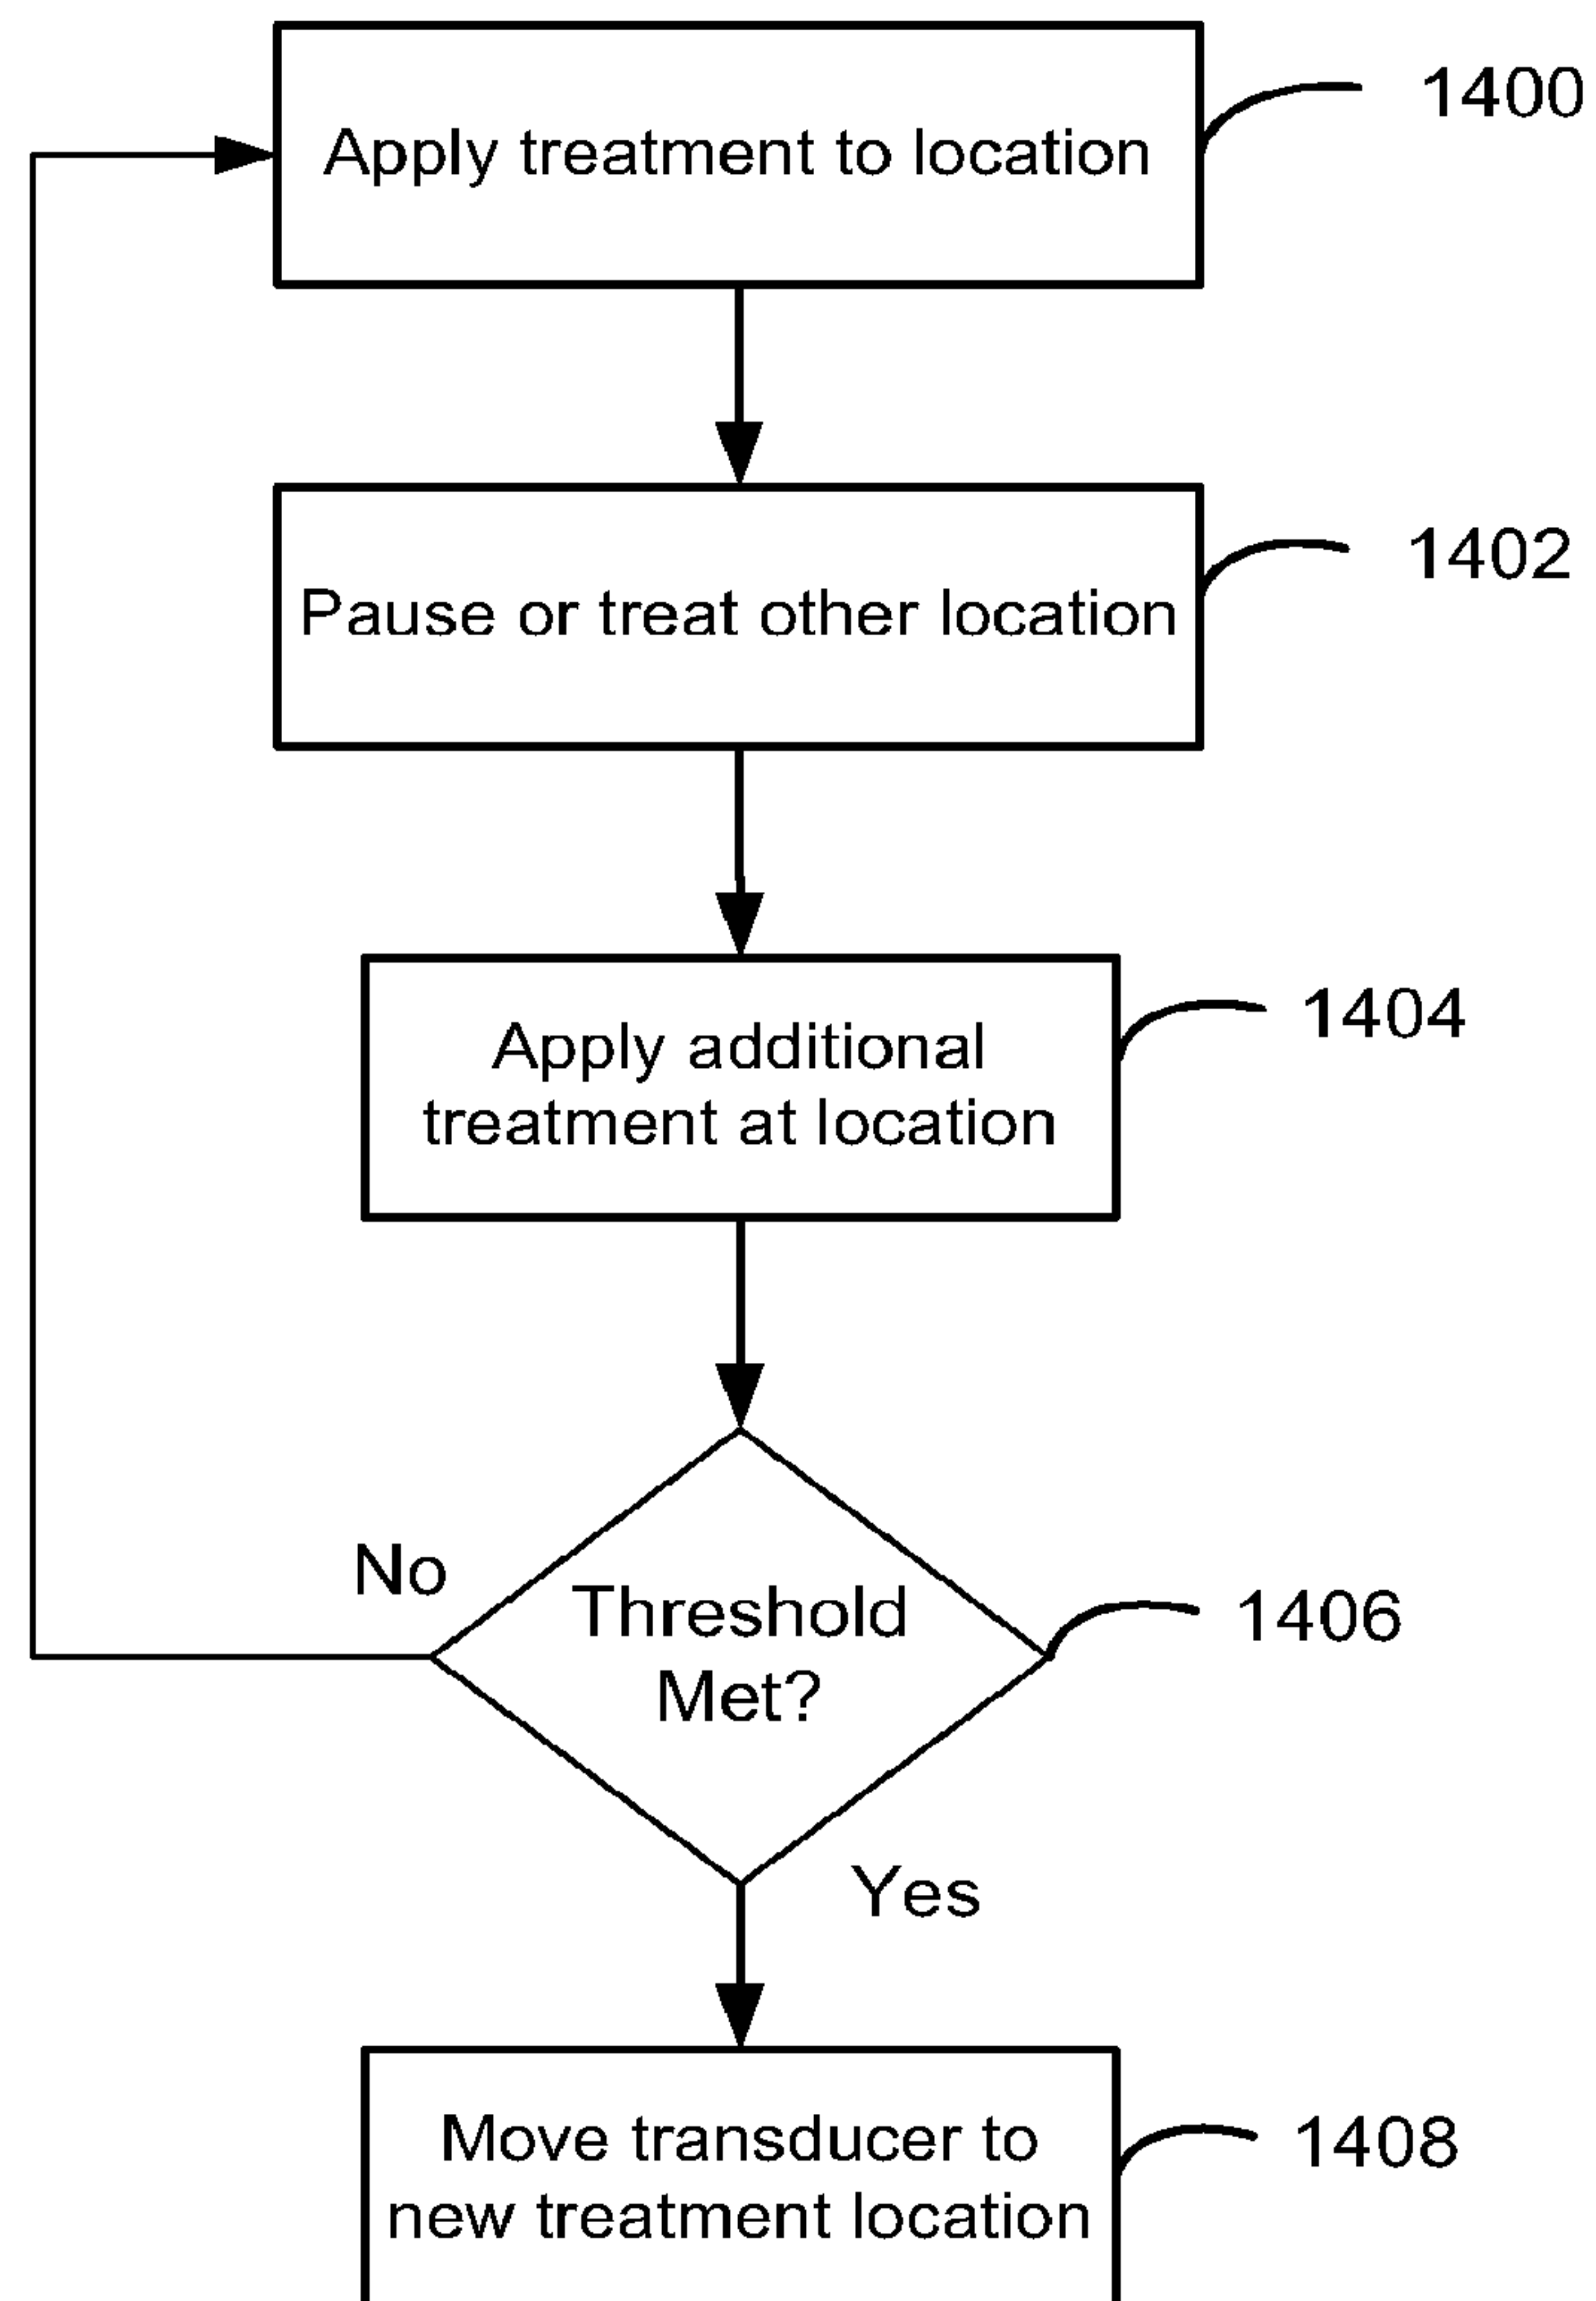 Apply treatment to location
1400
Pause or treat other location
1402
Apply additional
treatment at location
1404
No
Threshold
Met?
1406
Yes
Move transducer to
new treatment location
1408